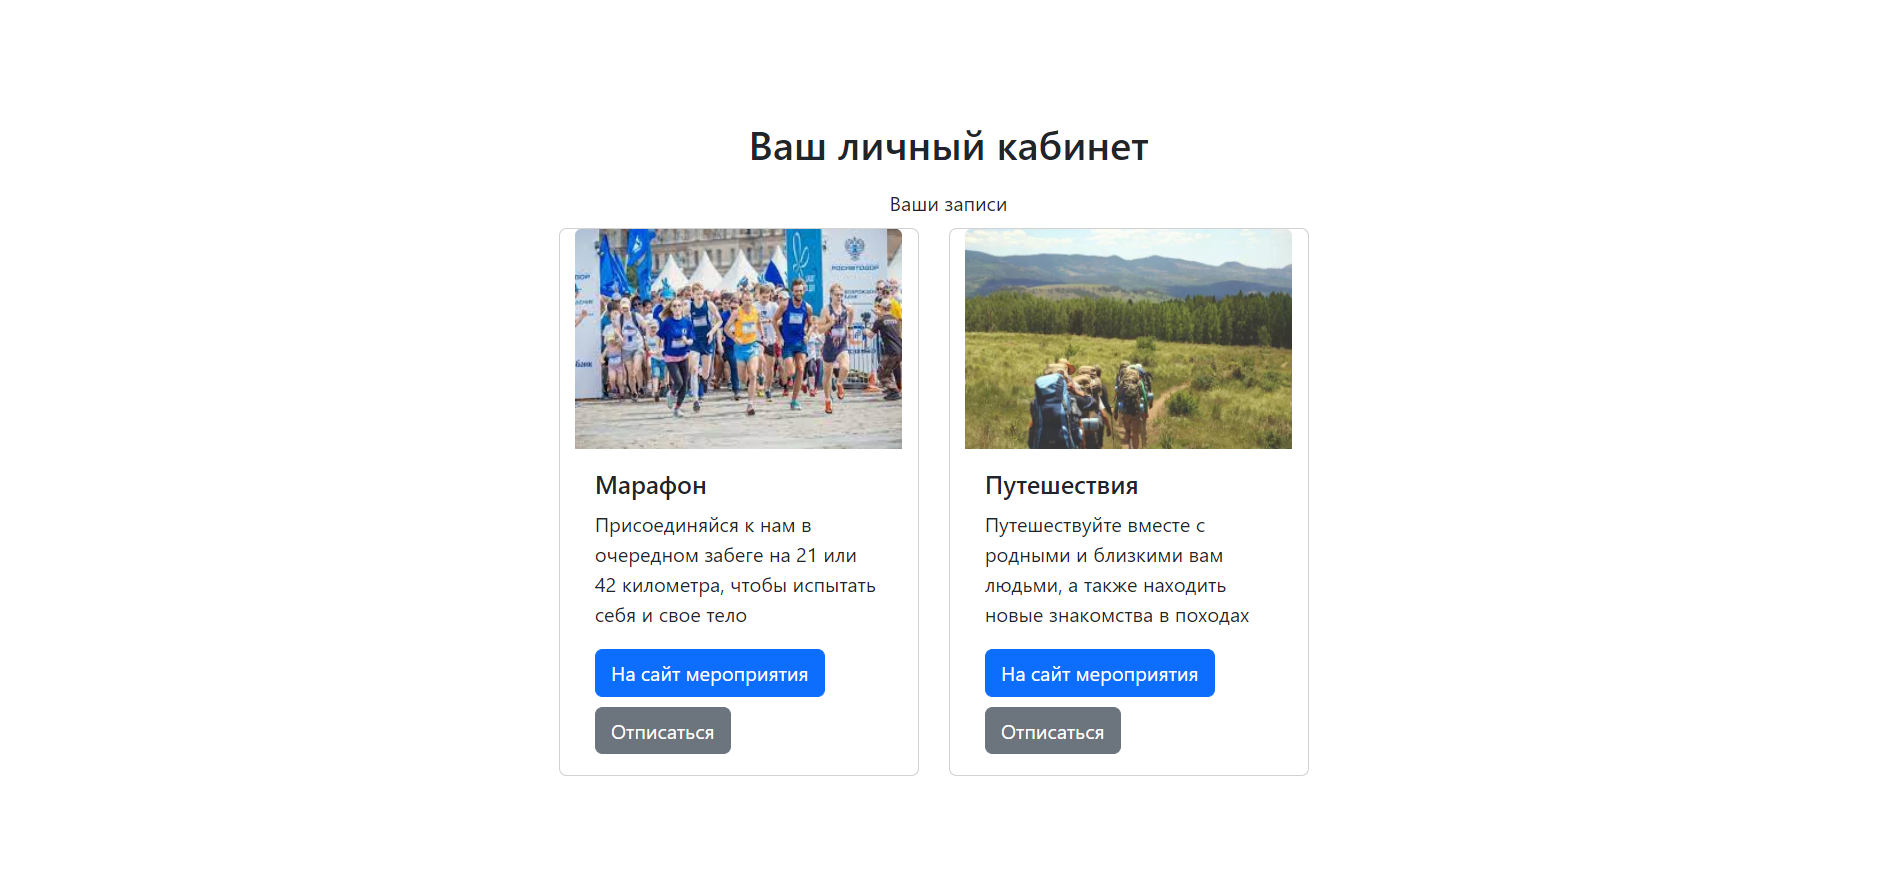 Ваш личный кабинет
Ваши записи
РОСАВТОДОР
Марафон
Присоединяйся к нам в
очередном забеге на 21 или
42 километра, чтобы испытать
себя и свое тело
На сайт мероприятия
Отписаться
Путешествия
Путешествуйте вместе с
родными и близкими вам
людьми, а также находить
новые знакомства в походах
На сайт мероприятия
Отписаться